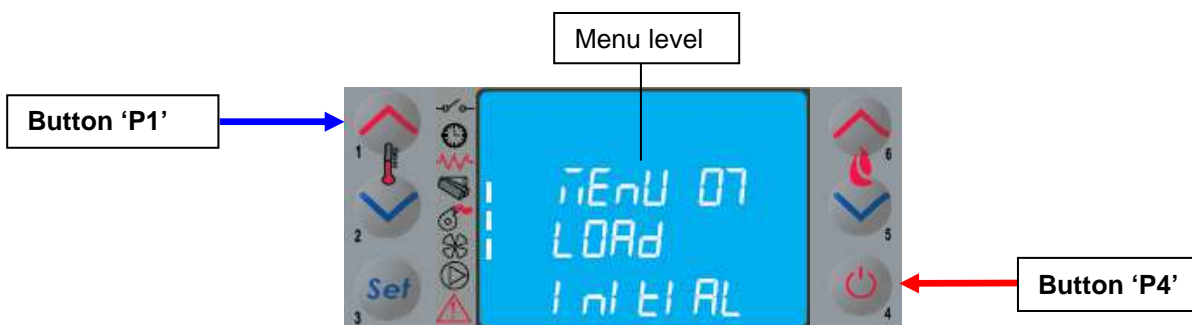 Menu level
Button ‘P1’
1
6
MEnU 07
LOAd
2
5
InItIAL
Set
Button ‘P4’
3
4